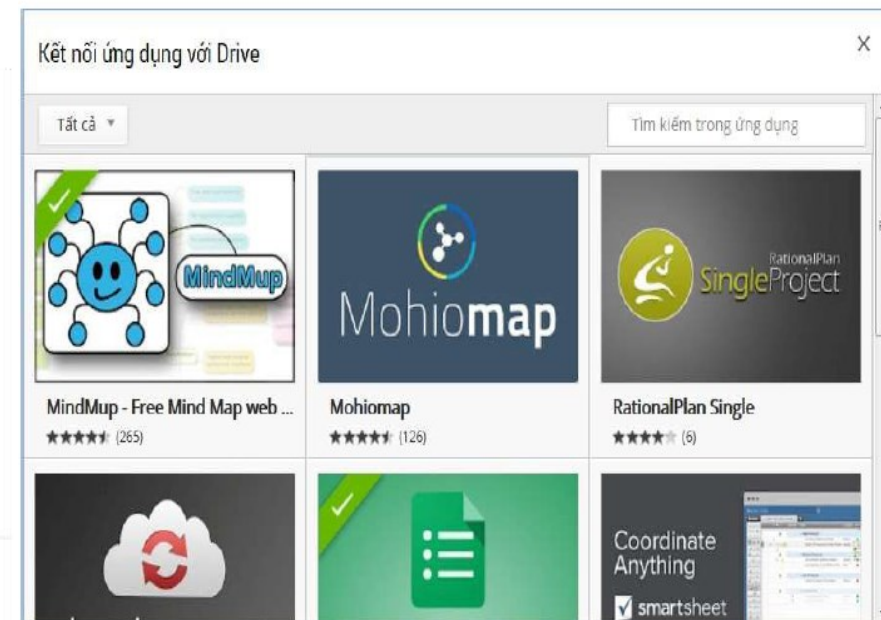 Kết nối ứng dụng với Drive
X
Tất cả
Tìm kiếm trong ứng dụng
MindMup
Mohiomap
RationalPlan
SingleProject
MindMup - Free Mind Map web ...
Mohiomap
RationalPlan Single
(265)
(126)
(6)
Coordinate
Anything
smartsheet